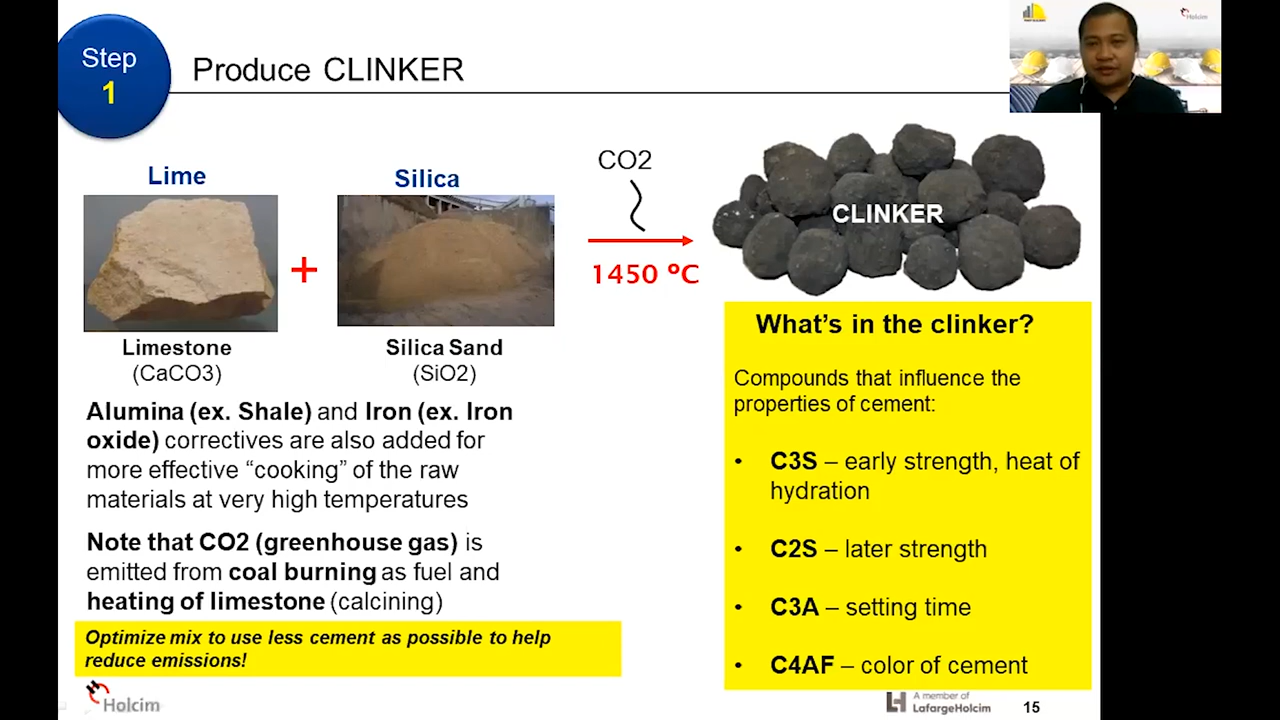 Step
1
Produce CLINKER
Holcim
Lime
Silica
+
CO2
1450 ºC
CLINKER
Limestone
(CaCO3)
Silica Sand
(SiO2)
Alumina (ex. Shale) and Iron (ex. Iron
oxide) correctives are also added for
more effective “cooking” of the raw
materials at very high temperatures
Note that CO2 (greenhouse gas) is
emitted from coal burning as fuel and
heating of limestone (calcining)
Optimize mix to use less cement as possible to help
reduce emissions!
What’s in the clinker?
Compounds that influence the
properties of cement:
• C3S – early strength, heat of
hydration
• C2S – later strength
• C3A – setting time
• C4AF – color of cement
Holcim
A member of
LafargeHolcim
15